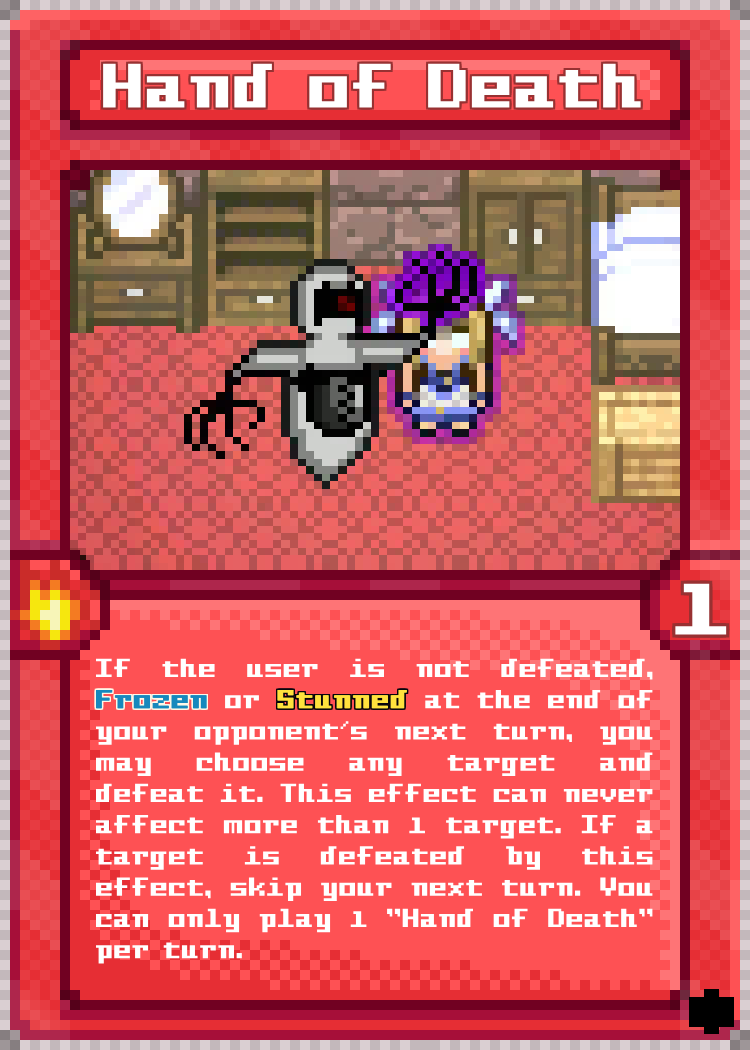 Hand of Death
1
If the user is not defeated,
Frozen or Stunned at the end of
your opponent's next turn, you
may choose any target and
defeat it. This effect can never
affect more than 1 target. If a
target is defeated by this
effect, skip your next turn. You
can only play 1 "Hand of Death"
per turn.